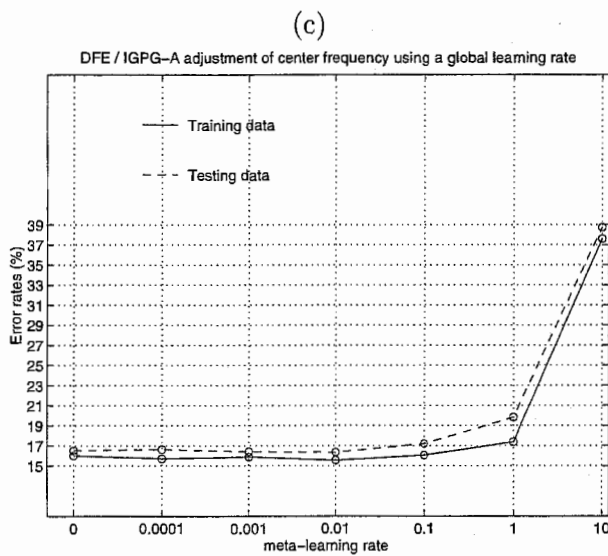 (c)
DFE / IGPG-A adjustment of center frequency using a global learning rate
Training data
Testing data
39
37
35
33
31
29
27
25
23
21
19
17
15
Error rates (%)
0 0.0001 0.001 0.01 0.1 1 10
meta-learning rate